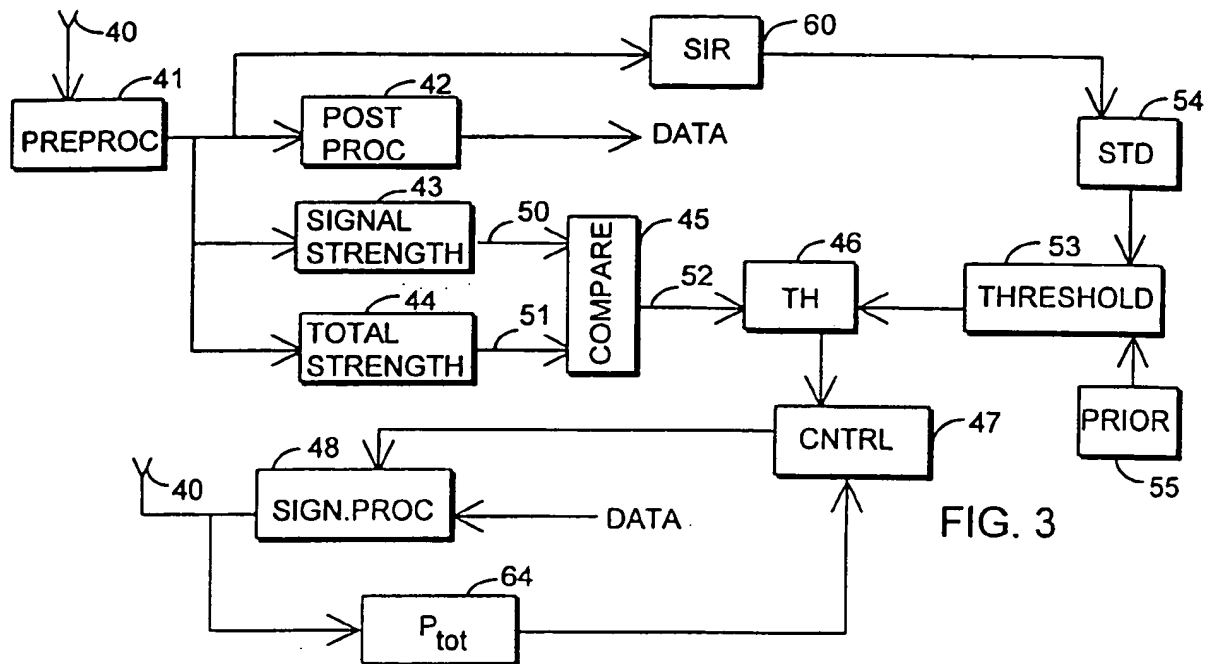 40
41
PREPROC
42
POST
PROC
DATA
SIR
60
54
STD
43
SIGNAL
STRENGTH
50
45
COMPARE
44
TOTAL
STRENGTH
51
52
46
TH
53
THRESHOLD
PRIOR
55
CNTRL
47
48
SIGN.PROC
40
DATA
64
Ptot
FIG. 3